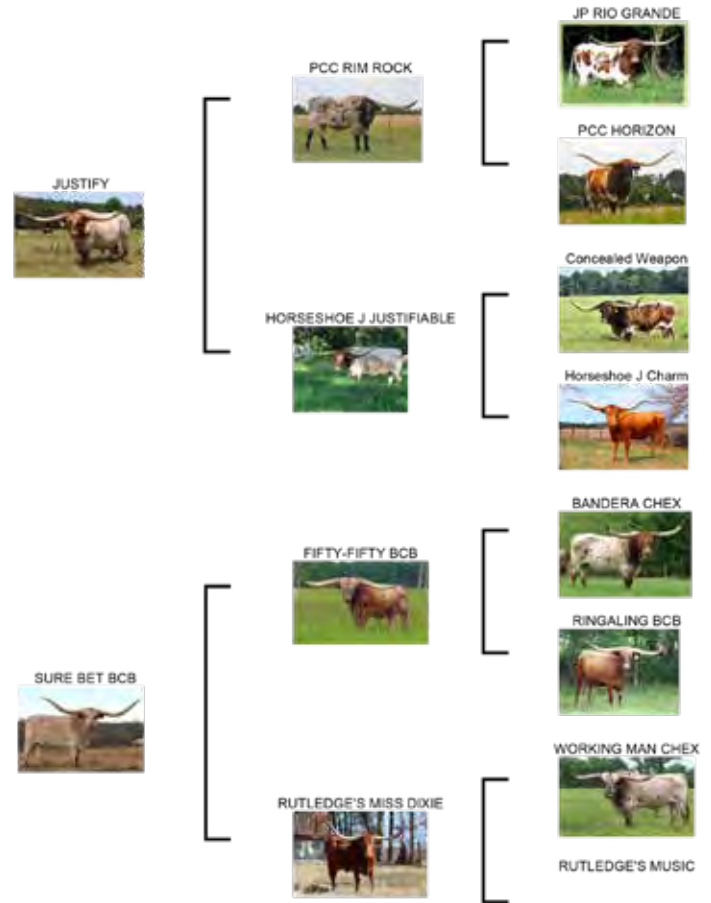 JP RIO GRANDE
PCC RIM ROCK
PCC HORIZON
JUSTIFY
Concealed Weapon
HORSESHOE J JUSTIFIABLE
Horseshoe J Charm
BANDERA CHEX
FIFTY-FIFTY BCB
RINGALING BCB
SURE BET BCB
WORKING MAN CHEX
RUTLEDGE'S MISS DIXIE
RUTLEDGE'S MUSIC